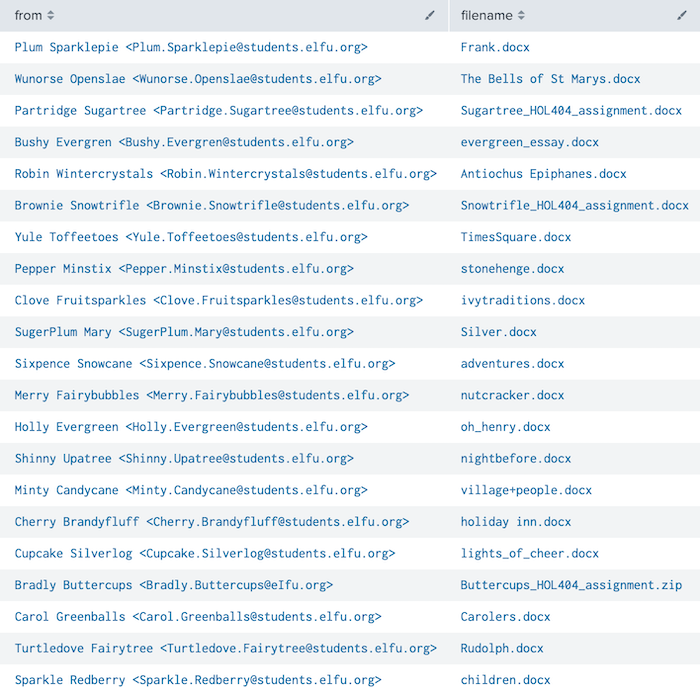 from filename
Plum Sparklepie <Plum.Sparklepie@students.elfu.org> Frank.docx
Wunorse Openslae <Wunorse.Openslae@students.elfu.org> The Bells of St Marys.docx
Partridge Sugartree <Partridge.Sugartree@students.elfu.org> Sugartree_HOL404_assignment.docx
Bushy Evergren <Bushy.Evergren@students.elfu.org> evergreen_essay.docx
Robin Wintercrystals <Robin.Wintercrystals@students.elfu.org> Antiochus Epiphanes.docx
Brownie Snowtrifle <Brownie.Snowtrifle@students.elfu.org> Snowtrifle_HOL404_assignment.docx
Yule Toffeetoes <Yule.Toffeetoes@students.elfu.org> TimesSquare.docx
Pepper Minstix <Pepper.Minstix@students.elfu.org> stonehenge.docx
Clove Fruitsparkles <Clove.Fruitsparkles@students.elfu.org> ivytraditions.docx
SugerPlum Mary <SugerPlum.Mary@students.elfu.org> Silver.docx
Sixpence Snowcane <Sixpence.Snowcane@students.elfu.org> adventures.docx
Merry Fairybubbles <Merry.Fairybubbles@students.elfu.org> nutcracker.docx
Holly Evergreen <Holly.Evergreen@students.elfu.org> oh_henry.docx
Shinny Upatree <Shinny.Upatree@students.elfu.org> nightbefore.docx
Minty Candycane <Minty.Candycane@students.elfu.org> village+people.docx
Cherry Brandyfluff <Cherry.Brandyfluff@students.elfu.org> holiday inn.docx
Cupcake Silverlog <Cupcake.Silverlog@students.elfu.org> lights_of_cheer.docx
Bradly Buttercups <Bradly.Buttercups@eIfu.org> Buttercups_HOL404_assignment.zip
Carol Greenballs <Carol.Greenballs@students.elfu.org> Carolers.docx
Turtledove Fairytree <Turtledove.Fairytree@students.elfu.org> Rudolph.docx
Sparkle Redberry <Sparkle.Redberry@students.elfu.org> children.docx